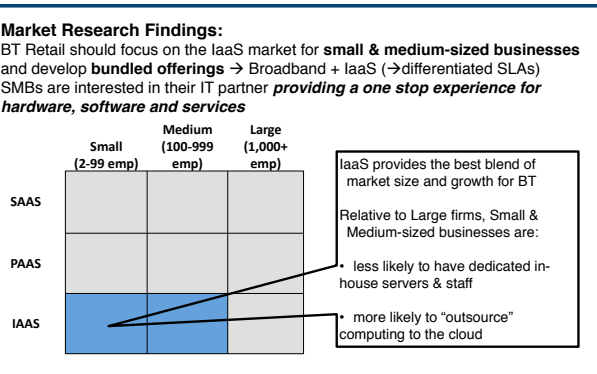 Market Research Findings:
BT Retail should focus on the IaaS market for small & medium-sized businesses
and develop bundled offerings → Broadband + IaaS (→differentiated SLAs)
SMBs are interested in their IT partner providing a one stop experience for
hardware, software and services
Small
(2-99 emp)
Medium
(100-999
emp)
Large
(1,000+
emp)
SAAS
PAAS
IAAS
IaaS provides the best blend of
market size and growth for BT
Relative to Large firms, Small &
Medium-sized businesses are:
• less likely to have dedicated in-
house servers & staff
• more likely to “outsource”
computing to the cloud